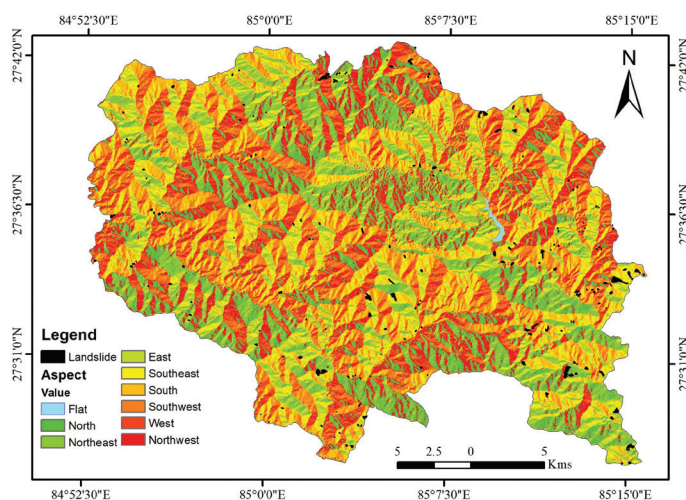 84°52'30"E 85°0'0"E 85°7'30"E 85°15'0"E
27°42'0"N 27°42'0"N
N
27°36'30"N 27°36'30"N
27°31'0"N 27°31'0"N
Legend
Landslide
Aspect
Value
Flat
North
Northeast
East
Southeast
South
Southwest
West
Northwest
5 2.5 0 5
Kms
84°52'30"E 85°0'0"E 85°7'30"E 85°15'0"E